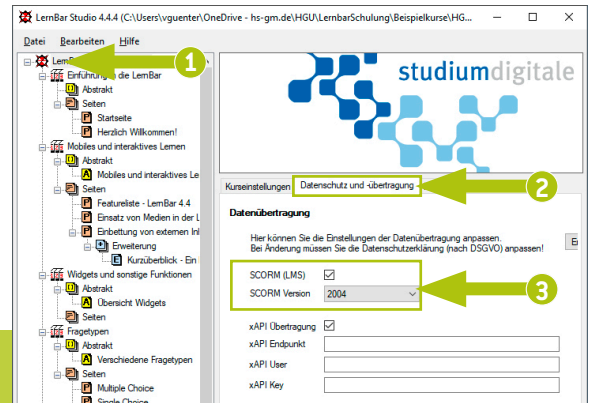 LernBar Studio 4.4.4 (C:\Users\vguenter\OneDrive - hs-gm.de\HGU\LernbarSchulung\Beispielkurse\HG...
Datei Bearbeiten Hilfe
1
Einführung die LernBar
Abstrakt
Seiten
Startseite
Herzlich Willkommen!
Mobiles und interaktives Lernen
Abstrakt
Mobiles und interaktives Le
Seiten
Featureliste - LernBar 4.4
Einsatz von Medien in der L
Einbettung von externen Inl
Erweiterung
Kurzüberblick - Ein
Widgets und sonstige Funktionen
Abstrakt
Übersicht Widgets
Seiten
Fragetypen
Abstrakt
Verschiedene Fragetypen
Seiten
Multiple Choice
Single Choice
studiumdigitale
Kurseinstellungen Datenschutz und -übertragung
2
Datenübertragung
Hier können Sie die Einstellungen der Datenübertragung anpassen.
Bei Änderung müssen Sie die Datenschutzerklärung (nach DSGVO) anpassen!
SCORM (LMS)
SCORM Version 2004
3
xAPI Übertragung
xAPI Endpunkt
xAPI User
xAPI Key